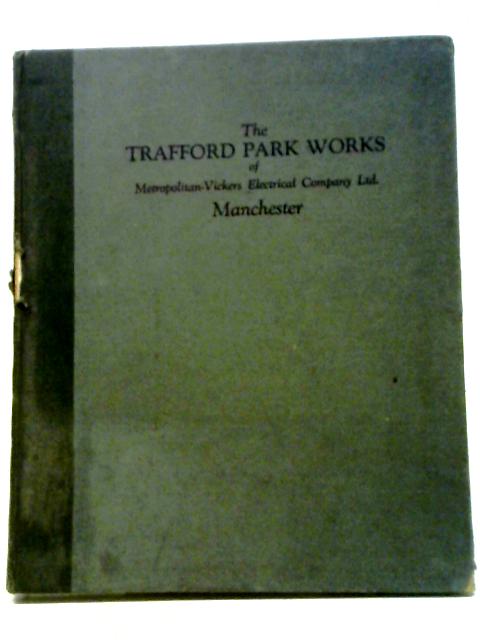 The
TRAFFORD PARK WORKS
of
Metropolitan-Vickers Electrical Company Ltd.
Manchester